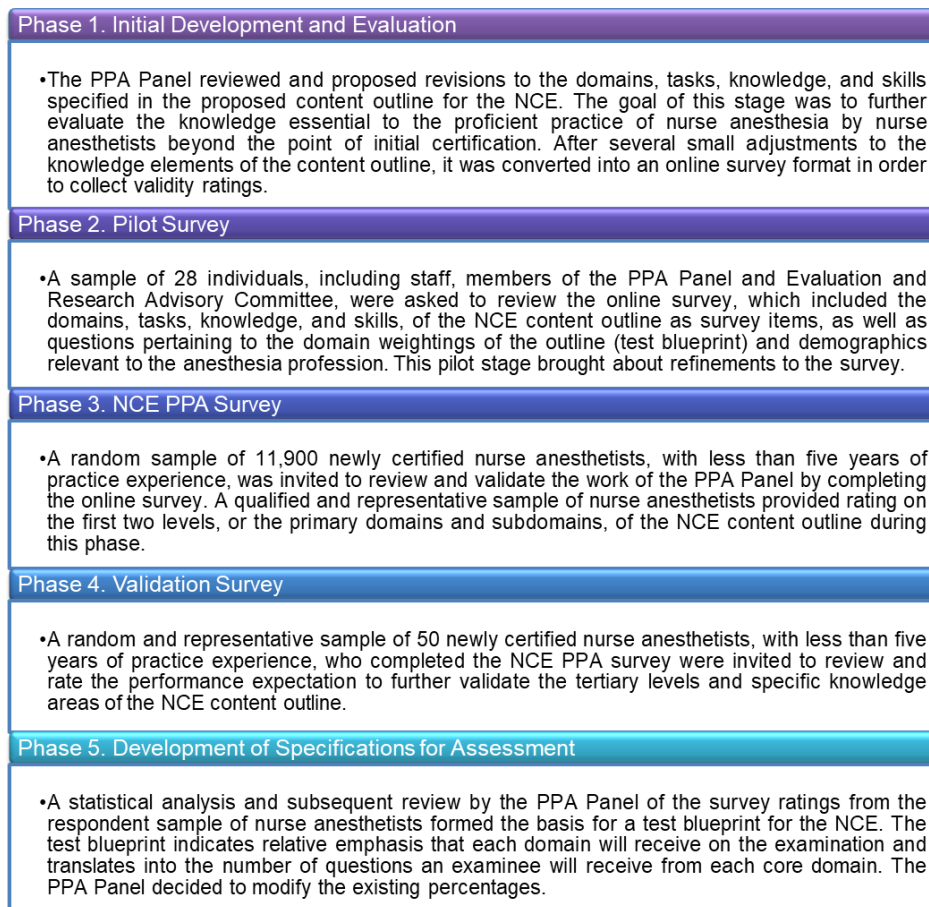 Phase 1. Initial Development and Evaluation
•The PPA Panel reviewed and proposed revisions to the domains, tasks, knowledge, and skills
specified in the proposed content outline for the NCE. The goal of this stage was to further
evaluate the knowledge essential to the proficient practice of nurse anesthesia by nurse
anesthetists beyond the point of initial certification. After several small adjustments to the
knowledge elements of the content outline, it was converted into an online survey format in order
to collect validity ratings.
Phase 2. Pilot Survey
•A sample of 28 individuals, including staff, members of the PPA Panel and Evaluation and
Research Advisory Committee, were asked to review the online survey, which included the
domains, tasks, knowledge, and skills, of the NCE content outline as survey items, as well as
questions pertaining to the domain weightings of the outline (test blueprint) and demographics
relevant to the anesthesia profession. This pilot stage brought about refinements to the survey.
Phase 3. NCE PPA Survey
•A random sample of 11,900 newly certified nurse anesthetists, with less than five years of
practice experience, was invited to review and validate the work of the PPA Panel by completing
the online survey. A qualified and representative sample of nurse anesthetists provided rating on
the first two levels, or the primary domains and subdomains, of the NCE content outline during
this phase.
Phase 4. Validation Survey
•A random and representative sample of 50 newly certified nurse anesthetists, with less than five
years of practice experience, who completed the NCE PPA survey were invited to review and
rate the performance expectation to further validate the tertiary levels and specific knowledge
areas of the NCE content outline.
Phase 5. Development of Specifications for Assessment
•A statistical analysis and subsequent review by the PPA Panel of the survey ratings from the
respondent sample of nurse anesthetists formed the basis for a test blueprint for the NCE. The
test blueprint indicates relative emphasis that each domain will receive on the examination and
translates into the number of questions an examinee will receive from each core domain. The
PPA Panel decided to modify the existing percentages.